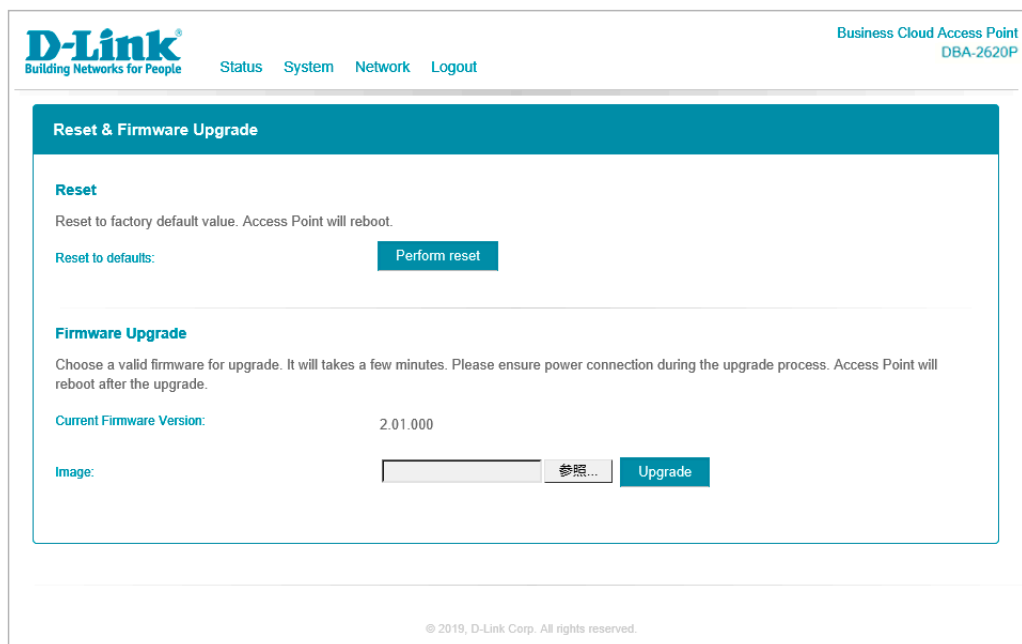 D-Link®
Building Networks for People
Status System Network Logout
Business Cloud Access Point
DBA-2620P
Reset & Firmware Upgrade
Reset
Reset to factory default value. Access Point will reboot.
Reset to defaults: Perform reset
Firmware Upgrade
Choose a valid firmware for upgrade. It will takes a few minutes. Please ensure power connection during the upgrade process. Access Point will
reboot after the upgrade.
Current Firmware Version: 2.01.000
Image: 参照... Upgrade
© 2019, D-Link Corp. All rights reserved.